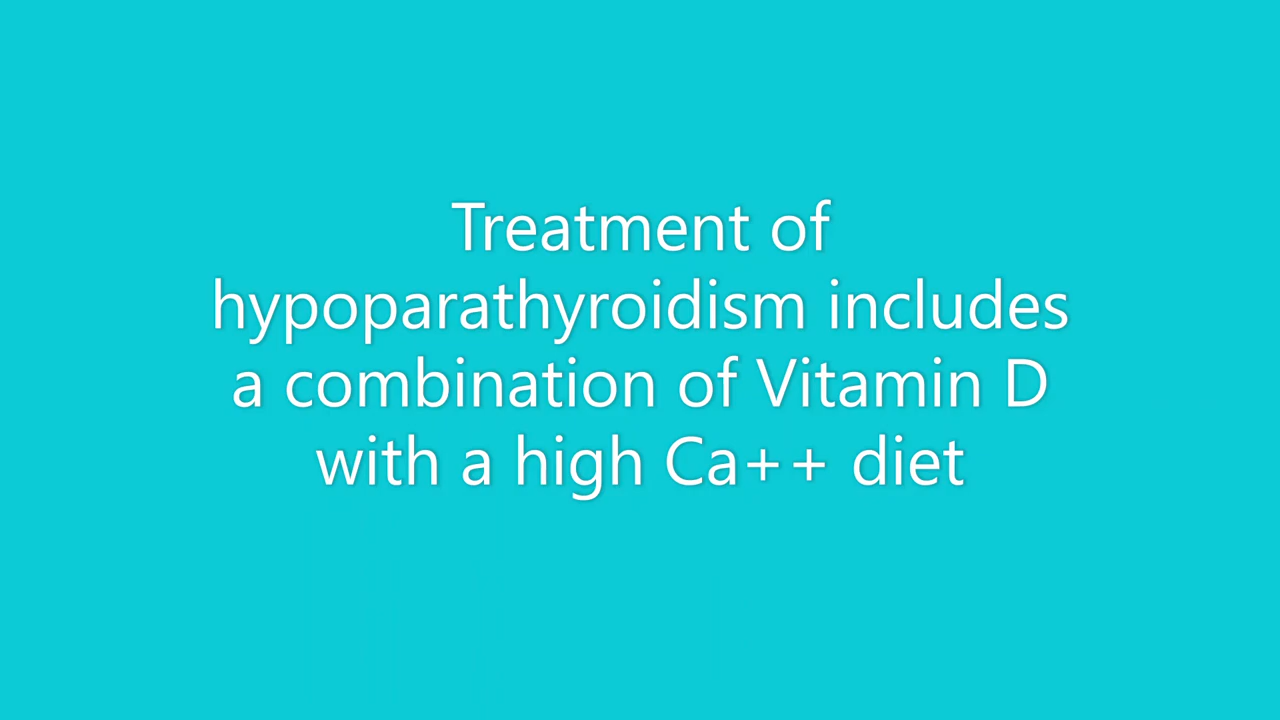 Treatment of
hypoparathyroidism includes
a combination of Vitamin D
with a high Ca++ diet